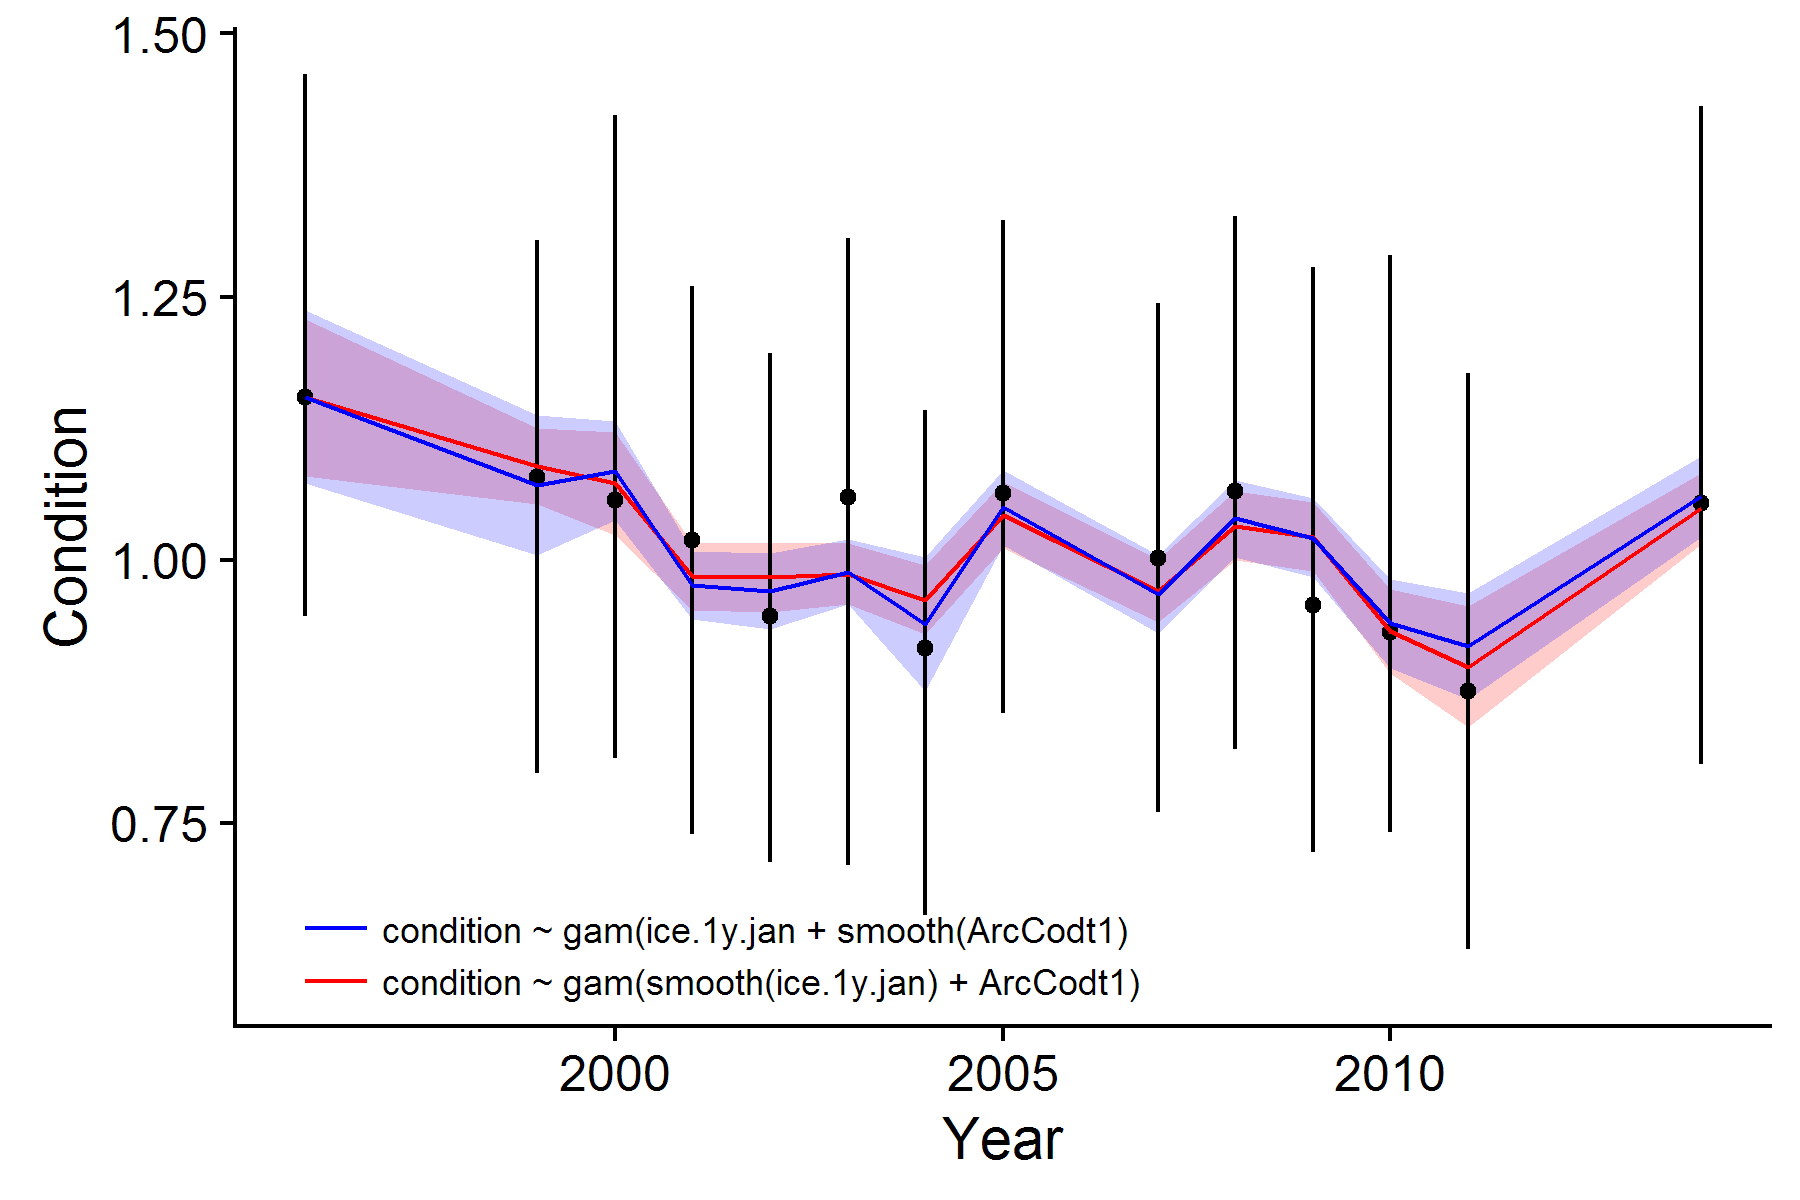 1.50
1.25
1.00
0.75
Condition
condition ~ gam(ice.1y.jan + smooth(ArcCodt1)
condition ~ gam(smooth(ice.1y.jan) + ArcCodt1)
2000 2005 2010
Year